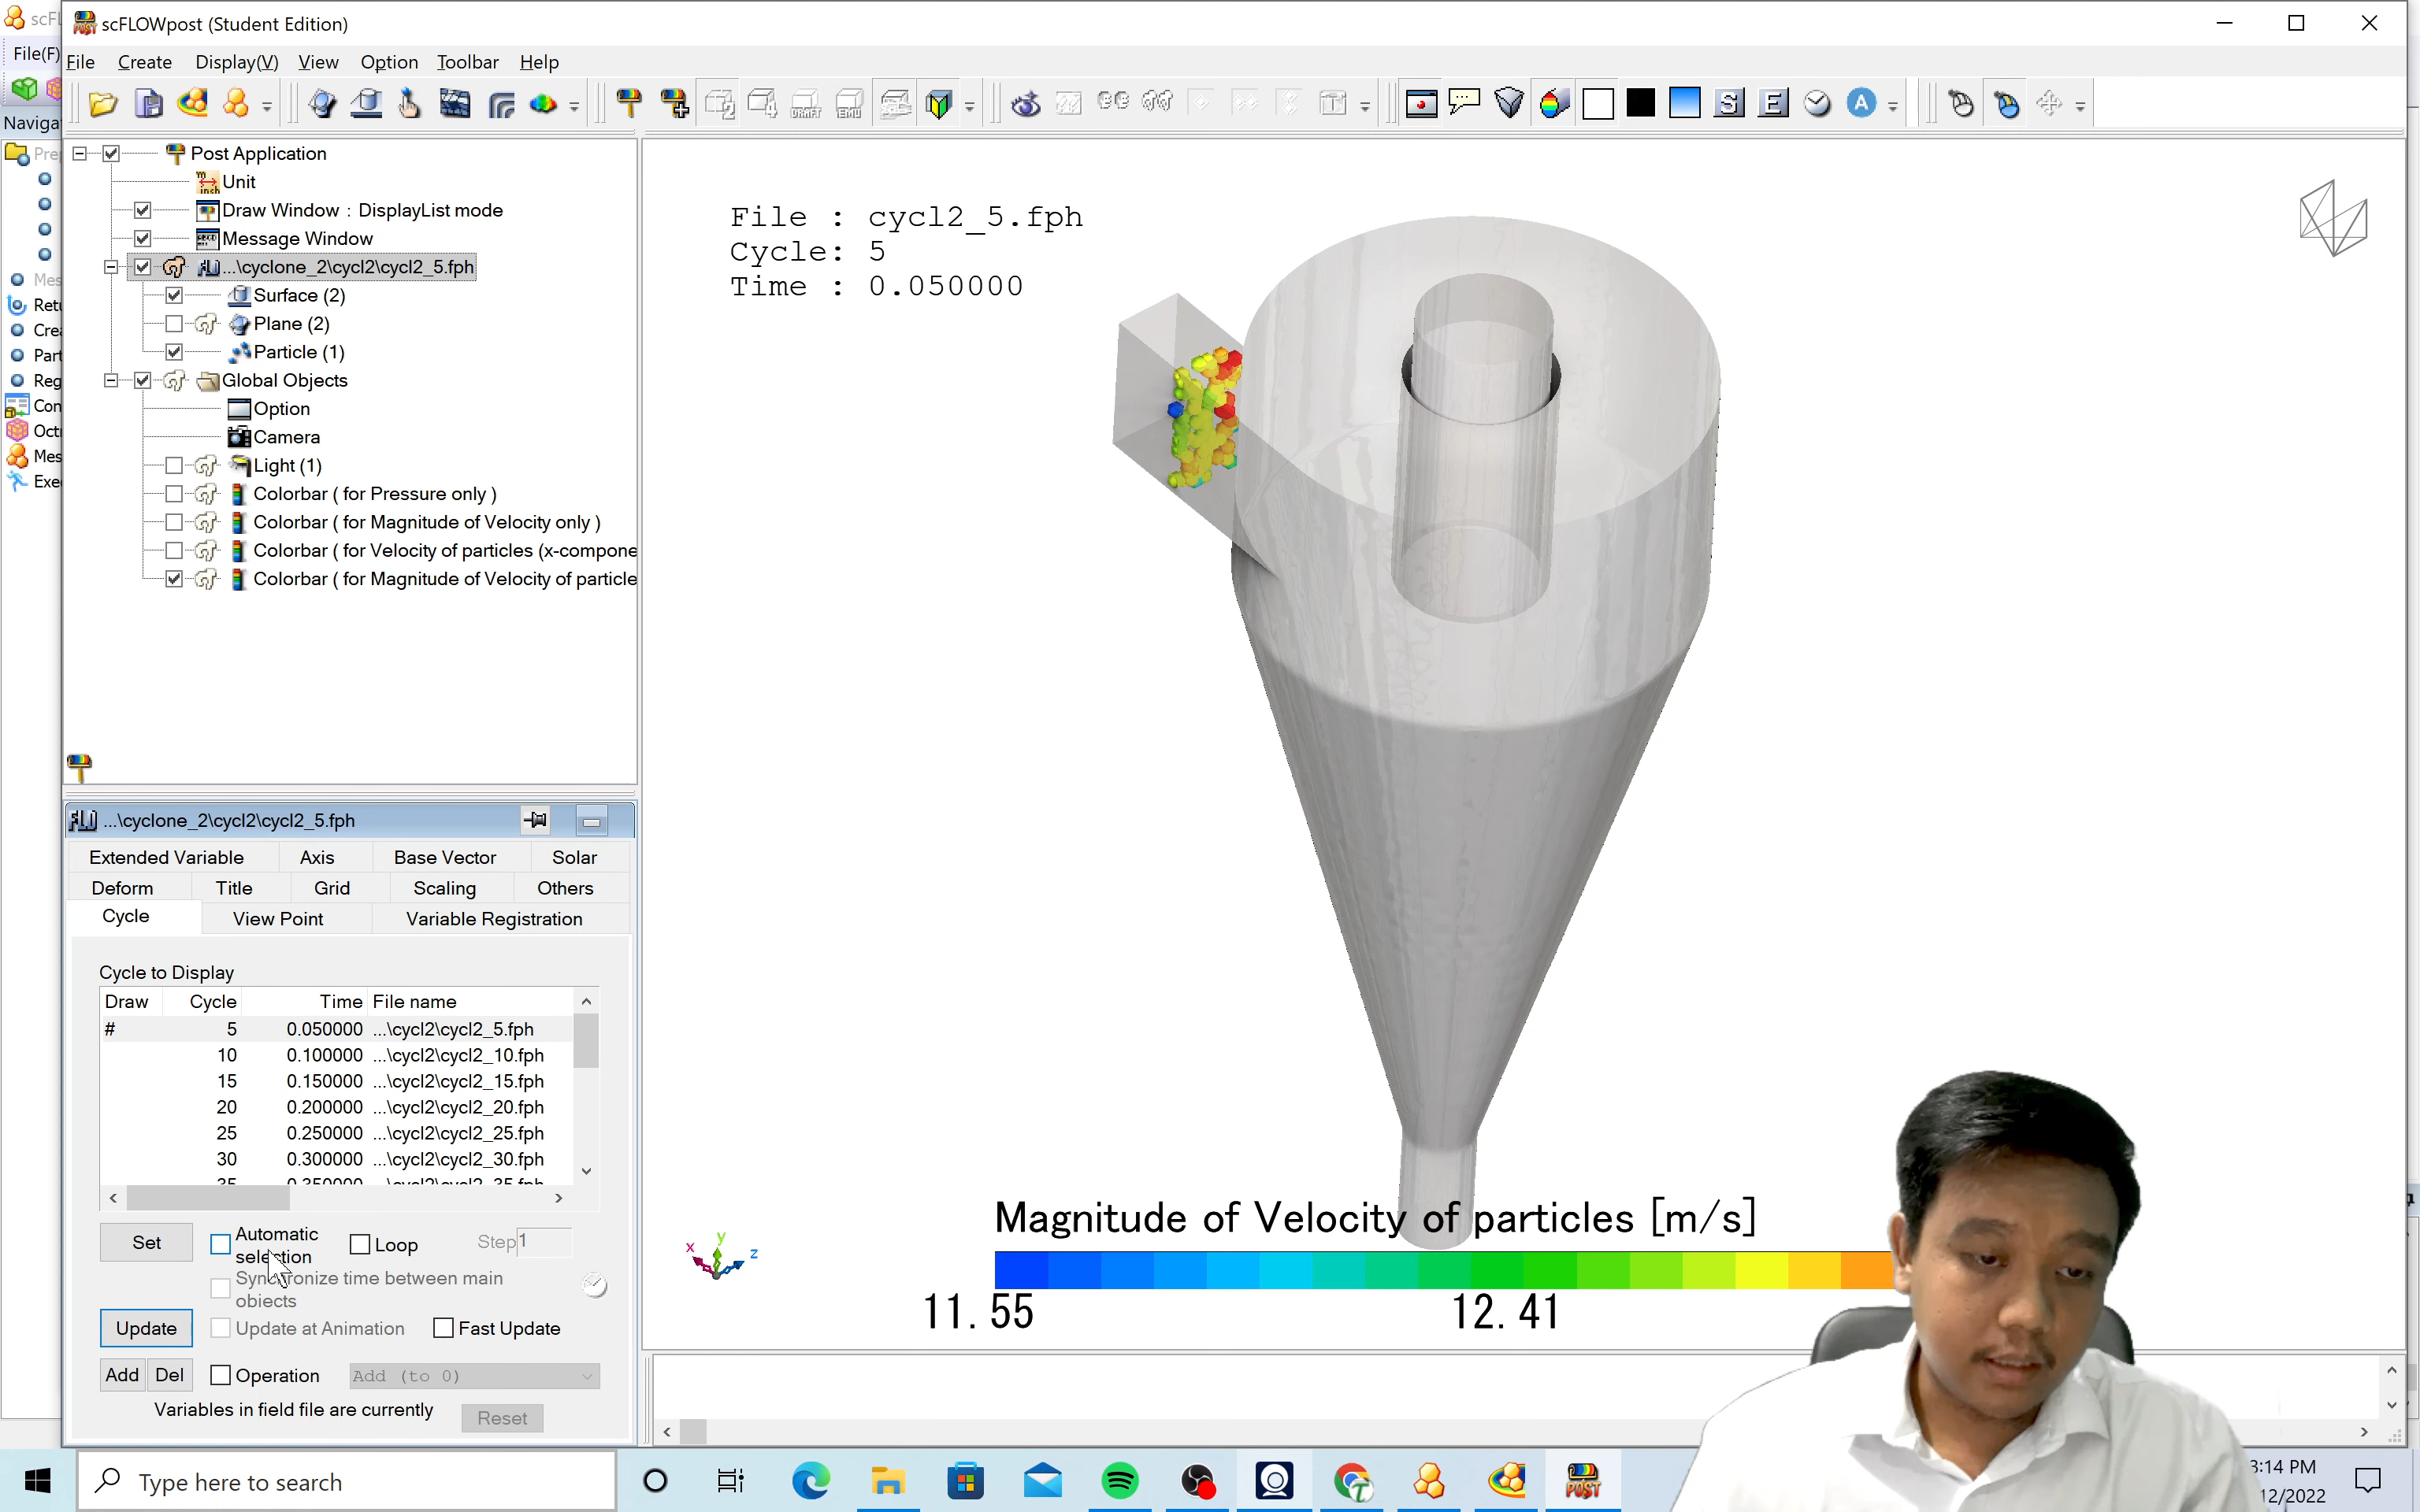 scFLOWpost (Student Edition)
File Create Display(V) View Option Toolbar Help
File(F)
Post Application
Unit
Draw Window : DisplayList mode
Message Window
...\cyclone_2\cycl2\cycl2_5.fph
Surface (2)
Plane (2)
Particle (1)
Global Objects
Option
Camera
Light (1)
Colorbar ( for Pressure only )
Colorbar ( for Magnitude of Velocity only )
Colorbar ( for Velocity of particles (x-compone
Colorbar ( for Magnitude of Velocity of particle
File : cycl2_5.fph
Cycle: 5
Time : 0.050000
...\cyclone_2\cycl2\cycl2_5.fph
Extended Variable Axis Base Vector Solar
Deform Title Grid Scaling Others
Cycle View Point Variable Registration
Cycle to Display
Draw Cycle Time File name
# 5 0.050000 ...\cycl2\cycl2_5.fph
10 0.100000 ...\cycl2\cycl2_10.fph
15 0.150000 ...\cycl2\cycl2_15.fph
20 0.200000 ...\cycl2\cycl2_20.fph
25 0.250000 ...\cycl2\cycl2_25.fph
30 0.300000 ...\cycl2\cycl2_30.fph
35 0.350000 ...\cycl2\cycl2_35.fph
Set Automatic selection Loop Step 1
Synchronize time between main objects
Update Update at Animation Fast Update
Add Del Operation Add (to 0)
Variables in field file are currently Reset
x y z
Magnitude of Velocity of particles [m/s]
11.55 12.41
Type here to search
3:14 PM
12/2022